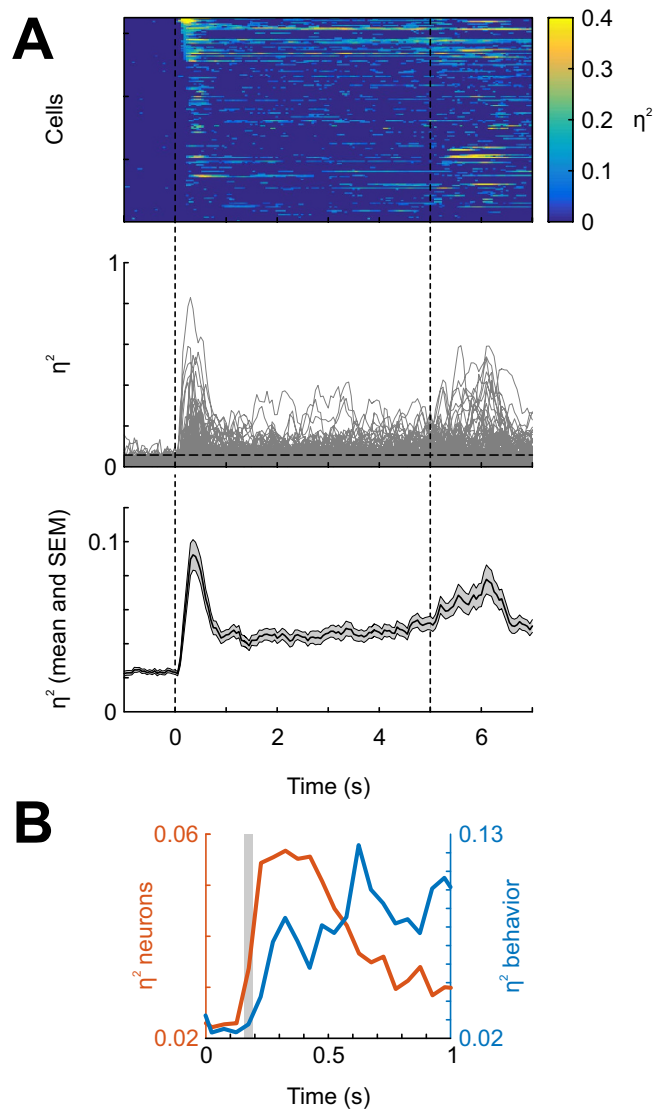 A
Cells
0.4
0.3
0.2
0.1
0
η²
1
η²
0
0.1
η² (mean and SEM)
0
0 2 4 6
Time (s)
B
0.06
η² neurons
0.02
0.13
η² behavior
0.02
0 0.5 1
Time (s)